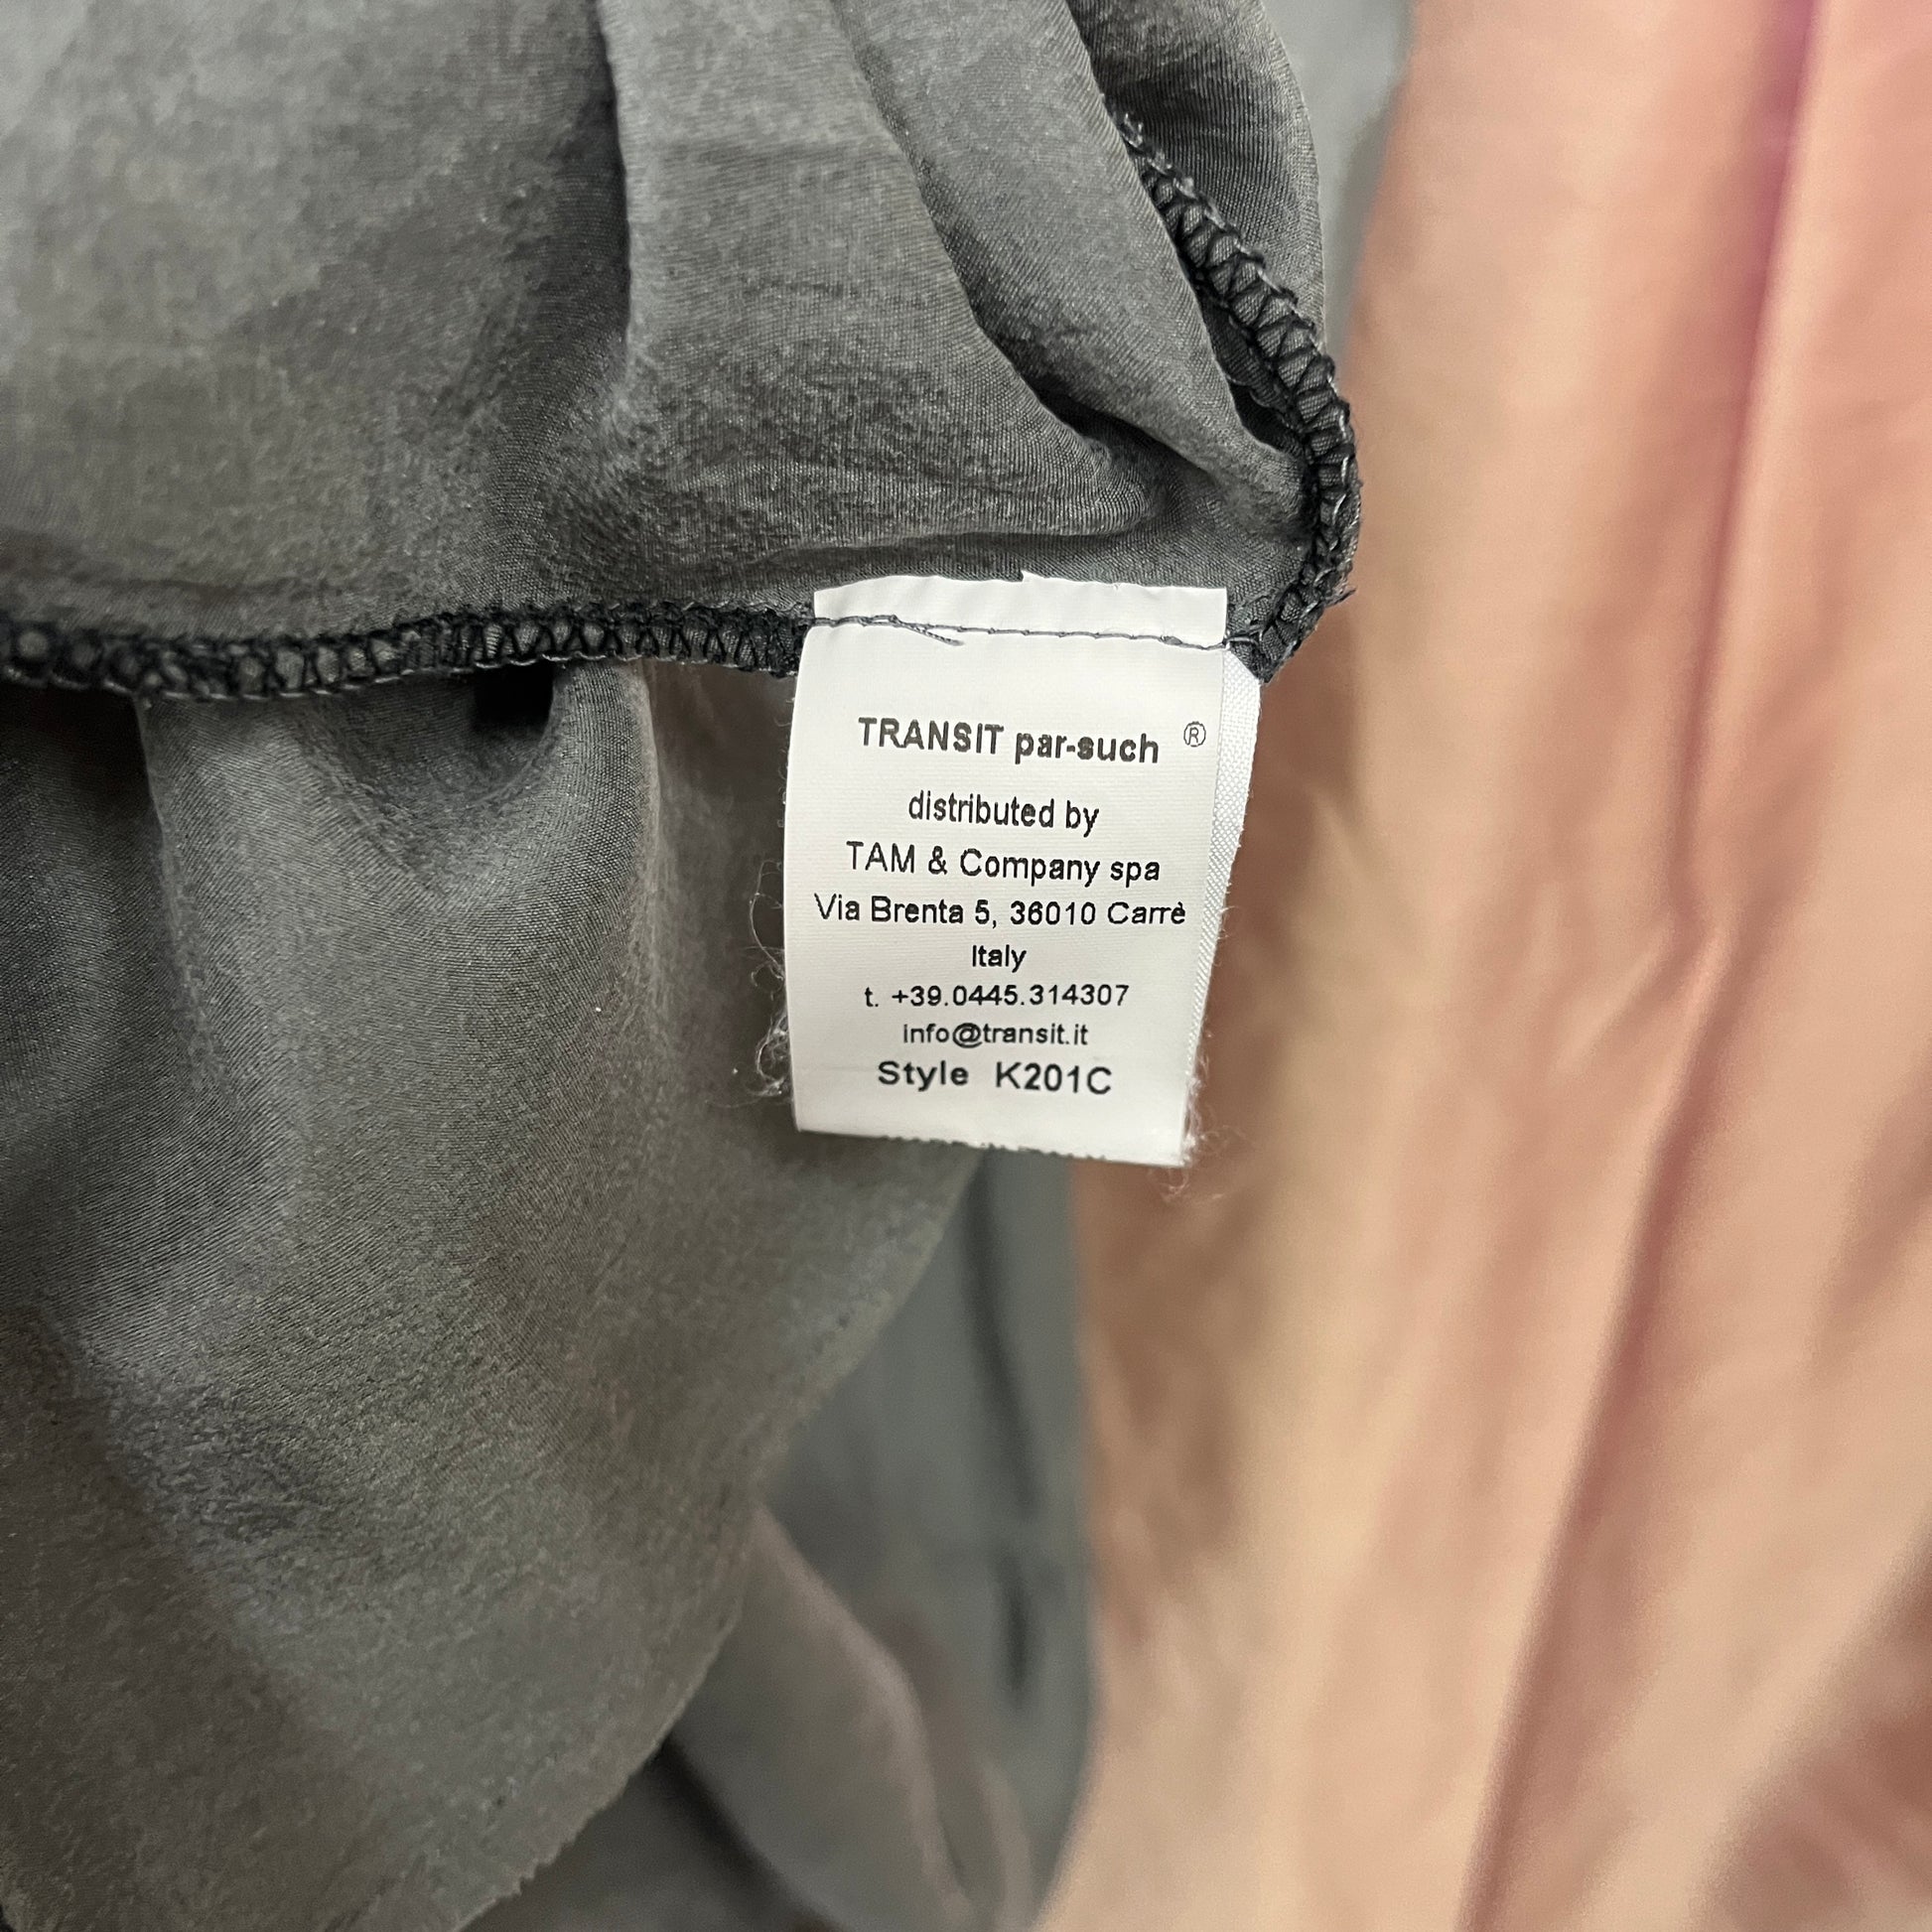 TRANSIT par-such ®
distributed by
TAM & Company spa
Via Brenta 5, 36010 Carrè
Italy
t. +39.0445.314307
info@transit.it
Style K201C